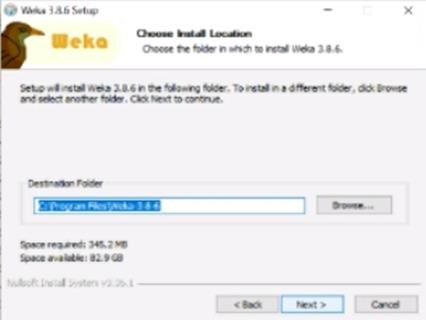 Weka 3.8.6 Setup
Weka
Choose Install Location
Choose the folder in which to install Weka 3.8.6.
Setup will install Weka 3.8.6 in the following folder. To install in a different folder, click Browse
and select another folder. Click Next to continue.
Destination Folder
C:\Program Files\Weka-3-8-6
Browse...
Space required: 345.2 MB
Space available: 82.9 GB
Nullsoft Install System
< Back
Next >
Cancel